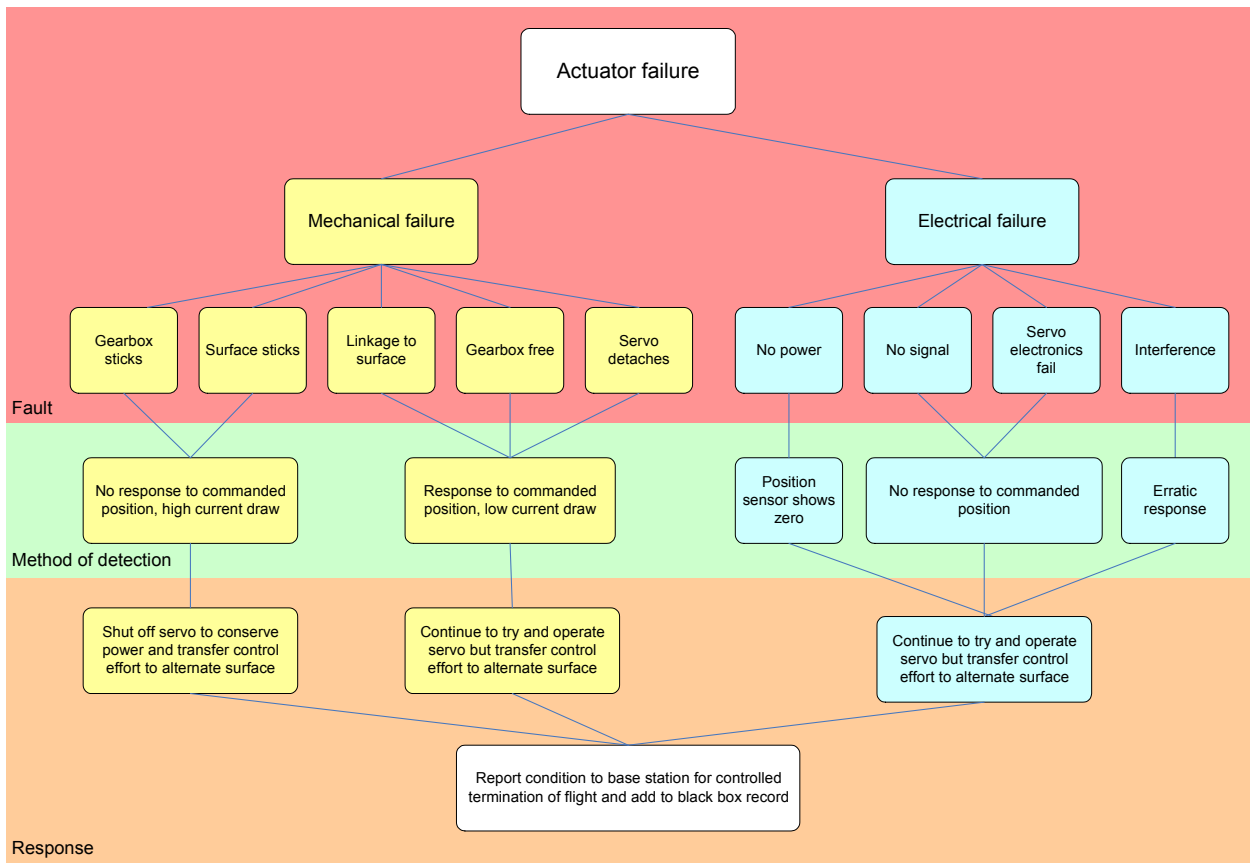 Actuator failure
Mechanical failure
Electrical failure
Gearbox
sticks
Surface sticks
Linkage to
surface
Gearbox free
Servo
detaches
No power
No signal
Servo
electronics
fail
Interference
Fault
No response to commanded
position, high current draw
Response to commanded
position, low current draw
Position
sensor shows
zero
No response to commanded
position
Erratic
response
Method of detection
Shut off servo to conserve
power and transfer control
effort to alternate surface
Continue to try and operate
servo but transfer control
effort to alternate surface
Continue to try and operate
servo but transfer control
effort to alternate surface
Report condition to base station for controlled
termination of flight and add to black box record
Response